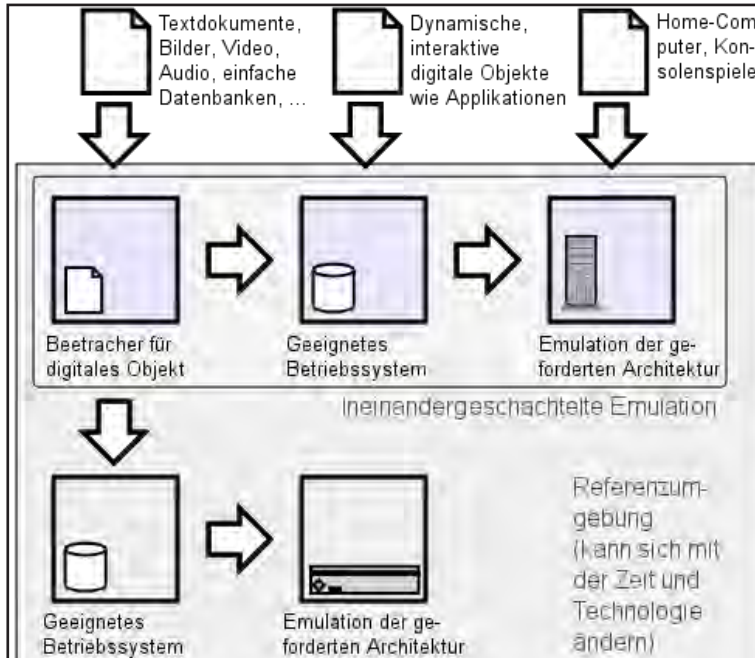 Textdokumente,
Bilder, Video,
Audio, einfache
Datenbanken, ...
Dynamische,
interaktive
digitale Objekte
wie Applikationen
Home-Com
puter, Kon-
solenspiele
Beetracher für
digitales Objekt
Geeignetes
Betriebssystem
Emulation der ge-
forderten Architektur
Ineinandergeschachtelte Emulation
Geeignetes
Betriebssystem
Emulation der ge-
forderten Architektur
Referenzum-
gebung
(kann sich mit
der Zeit und
Technologie
ändern)